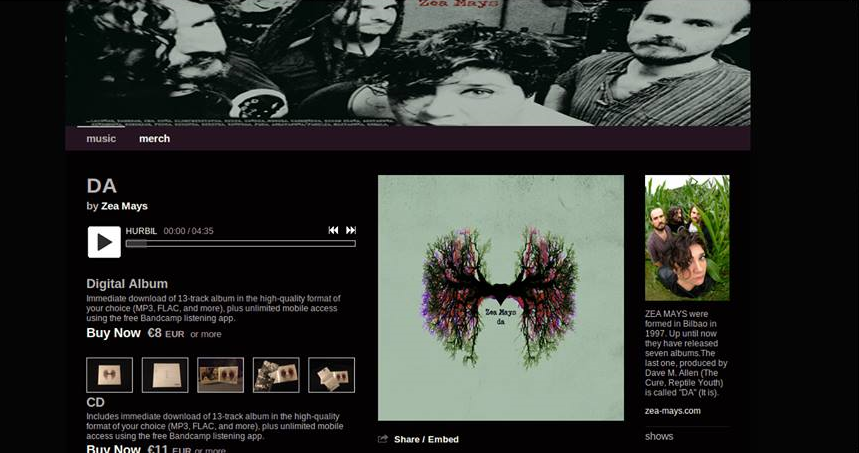 Zea Mays
music merch
DA
by Zea Mays
HURBIL 00:00 / 04:35
Digital Album
Immediate download of 13-track album in the high-quality format of
your choice (MP3, FLAC, and more), plus unlimited mobile access
using the free Bandcamp listening app.
Buy Now €8 EUR or more
CD
Includes immediate download of 13-track album in the high-quality
format of your choice (MP3, FLAC, and more), plus unlimited mobile
access using the free Bandcamp listening app.
Buy Now €11 EUR or more
Zea Mays
da
Share / Embed
ZEA MAYS were
formed in Bilbao in
1997. Up until now
they have released
seven albums.The
last one, produced by
Dave M. Allen (The
Cure, Reptile Youth)
is called "DA" (It is).
zea-mays.com
shows